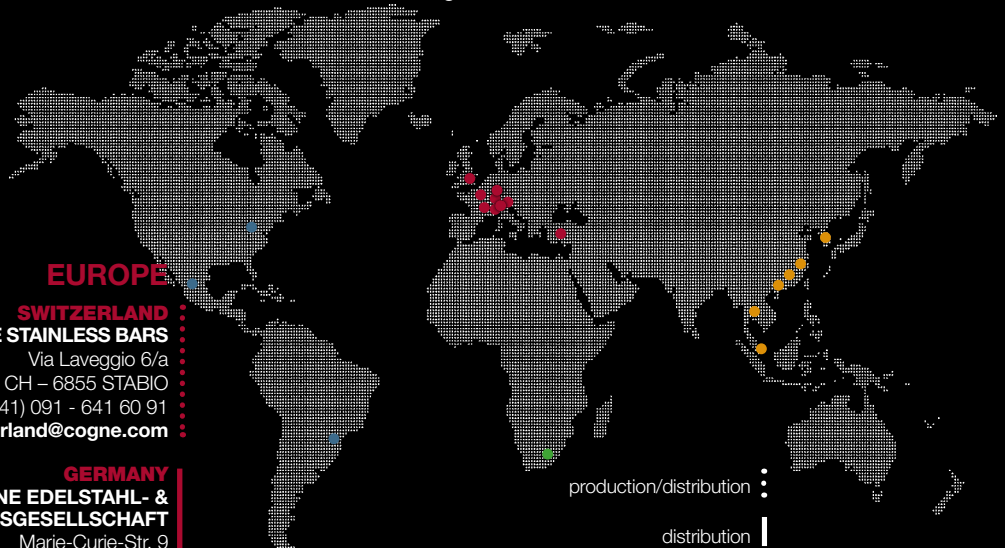 EUROPE
SWITZERLAND
STAINLESS BARS
Via Laveggio 6/a
CH – 6855 STABIO
41) 091 - 641 60 91
rland@cogne.com
GERMANY
NE EDELSTAHL- &
SGESELLSCHAFT
Marie-Curie-Str. 9
production/distribution
distribution